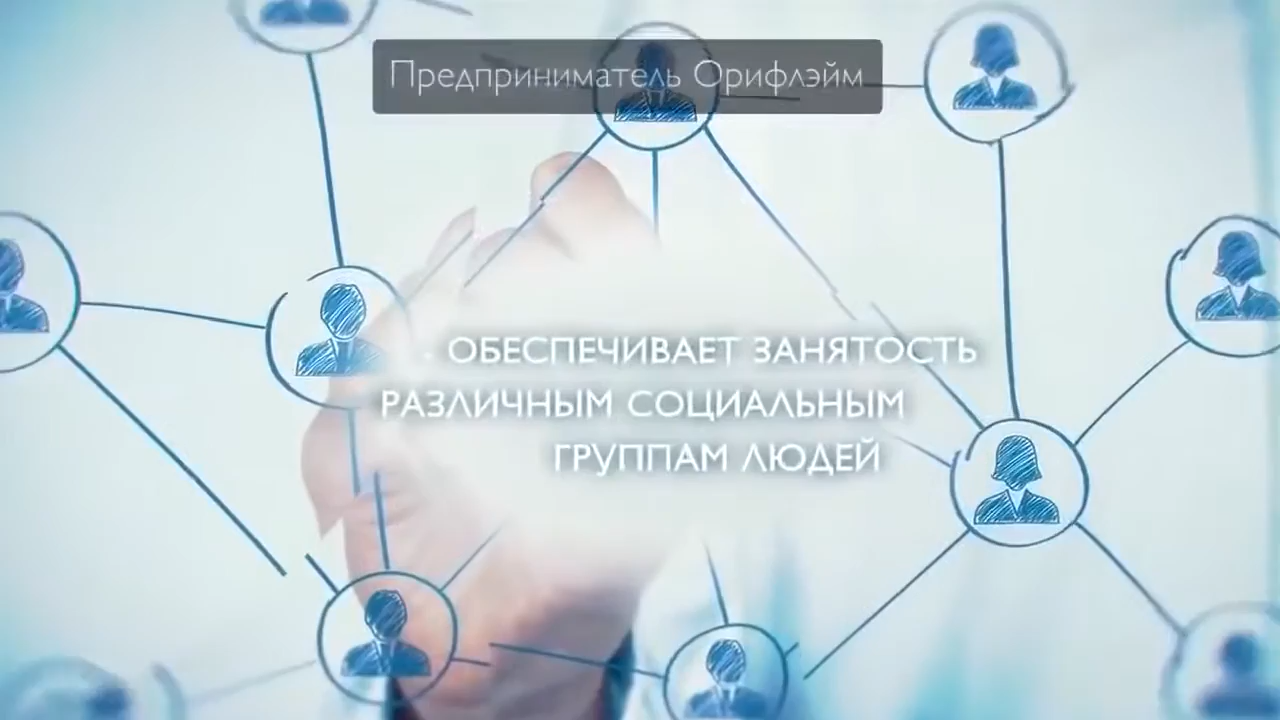 Предприниматель Орифлэйм
- ОБЕСПЕЧИВАЕТ ЗАНЯТОСТЬ
РАЗЛИЧНЫМ СОЦИАЛЬНЫМ
ГРУППАМ ЛЮДЕЙ